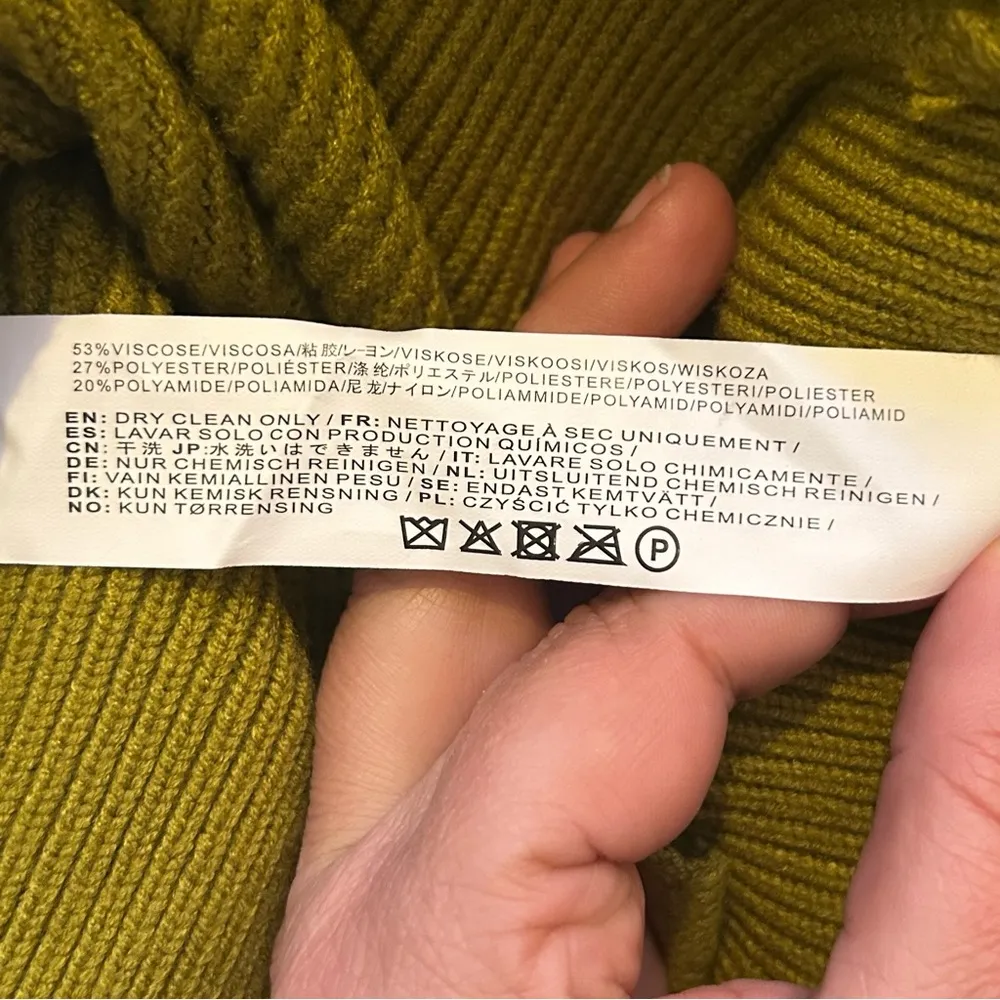 53%VISCOSE/VISCOSA/粘胶/レーヨン/VISKOSE/VISKOOSI/VISKOS/WISKOZA
27%POLYESTER/POLIÉSTER/涤纶/ポリエステル/POLIESTERE/POLYESTERI/POLIESTER
20%POLYAMIDE/POLIAMIDA/尼龙/ナイロン/POLIAMMIDE/POLYAMID/POLYAMIDI/POLIAMID
EN: DRY CLEAN ONLY / FR: NETTOYAGE À SEC UNIQUEMENT /
ES: LAVAR SOLO CON PRODUCTION QUÍMICOS /
CN: 干洗 JP:水洗いはできません / IT: LAVARE SOLO CHIMICAMENTE /
DE: NUR CHEMISCH REINIGEN / NL: UITSLUITEND CHEMISCH REINIGEN /
FI: VAIN KEMIALLINEN PESU / SE: ENDAST KEMTVÄTT /
DK: KUN KEMISK RENSNING / PL: CZYŚCIĆ TYLKO CHEMICZNIE /
NO: KUN TØRRENSING
P